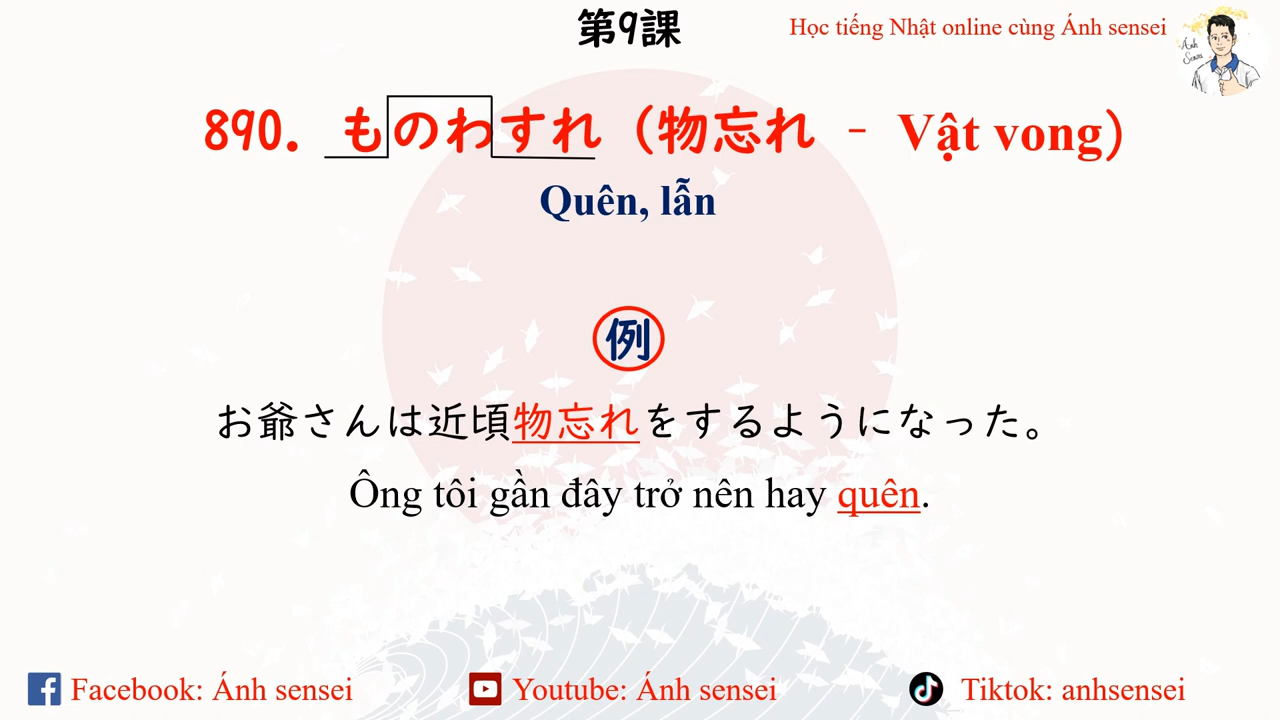 第9課
Học tiếng Nhật online cùng Ánh sensei
Ánh Sensei
890. ものわすれ（物忘れ - Vật vong）
Quên, lẫn
例
お爺さんは近頃物忘れをするようになった。
Ông tôi gần đây trở nên hay quên.
Facebook: Ánh sensei
Youtube: Ánh sensei
Tiktok: anhsensei